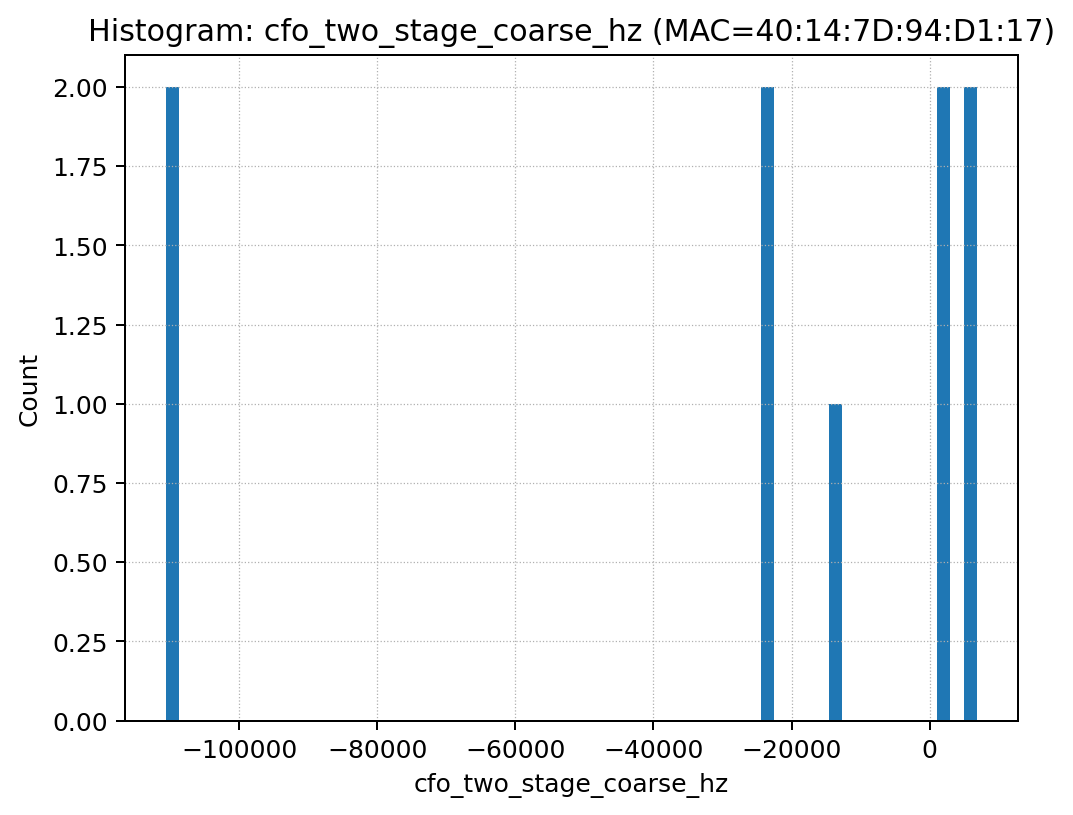 Histogram: cfo_two_stage_coarse_hz (MAC=40:14:7D:94:D1:17)
2.00
1.75
1.50
1.25
1.00
0.75
0.50
0.25
0.00
Count
−100000 −80000 −60000 −40000 −20000 0
cfo_two_stage_coarse_hz